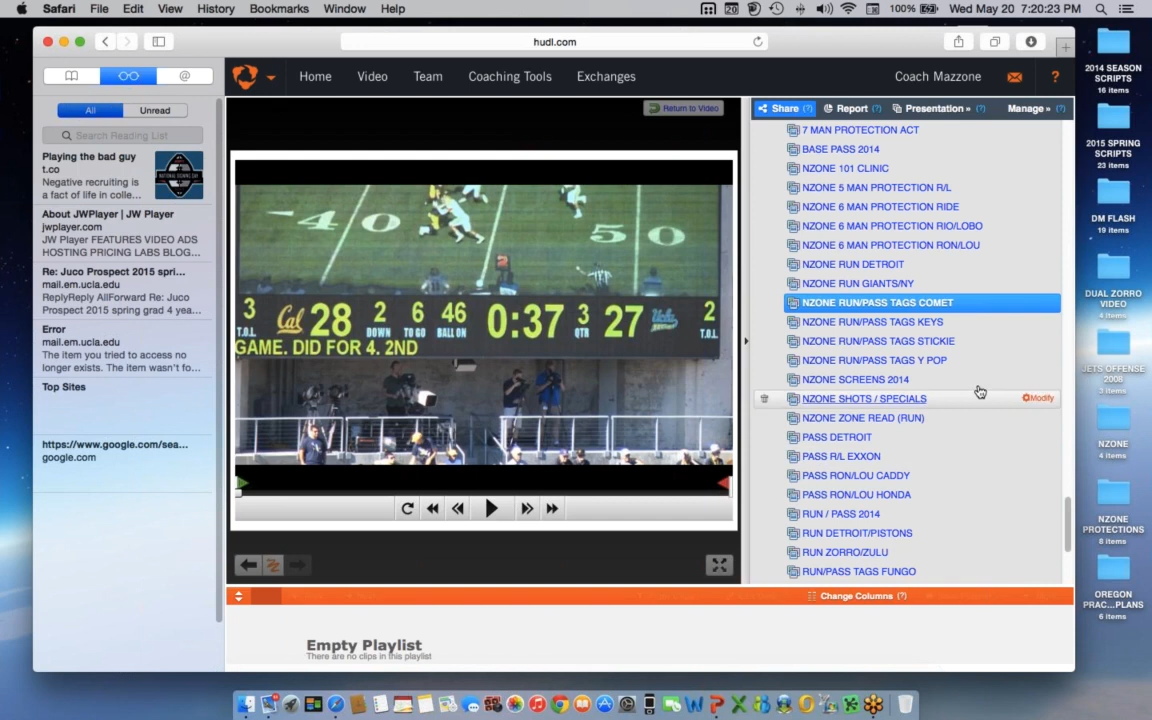 Safari File Edit View History Bookmarks Window Help
20
100%
Wed May 20 7:20:23 PM
hudl.com
@
Home Video Team Coaching Tools Exchanges
Coach Mazzone
?
All Unread
Search Reading List
Playing the bad guy
t.co
Negative recruiting is
a fact of life in colle...
About JWPlayer | JW Player
jwplayer.com
JW Player FEATURES VIDEO ADS
HOSTING PRICING LABS BLOG...
Re: Juco Prospect 2015 spri...
mail.em.ucla.edu
ReplyReply AllForward Re: Juco
Prospect 2015 spring grad 4 yea...
Error
mail.em.ucla.edu
The item you tried to access no
longer exists. The item wasn't fo...
Top Sites
https://www.google.com/sea...
google.com
Return to Video
4 0
5 0
3 Cal 28 2 6 46 0:37 3 27 Ucla 2
T.O.L DOWN TO GO BALL ON QTR T.O.L
GAME. DID FOR 4. 2ND
Share (?) Report (?) Presentation » (?) Manage » (?)
7 MAN PROTECTION ACT
BASE PASS 2014
NZONE 101 CLINIC
NZONE 5 MAN PROTECTION R/L
NZONE 6 MAN PROTECTION RIDE
NZONE 6 MAN PROTECTION RIO/LOBO
NZONE 6 MAN PROTECTION RON/LOU
NZONE RUN DETROIT
NZONE RUN GIANTS/NY
NZONE RUN/PASS TAGS COMET
NZONE RUN/PASS TAGS KEYS
NZONE RUN/PASS TAGS STICKIE
NZONE RUN/PASS TAGS Y POP
NZONE SCREENS 2014
NZONE SHOTS / SPECIALS
Modify
NZONE ZONE READ (RUN)
PASS DETROIT
PASS R/L EXXON
PASS RON/LOU CADDY
PASS RON/LOU HONDA
RUN / PASS 2014
RUN DETROIT/PISTONS
RUN ZORRO/ZULU
RUN/PASS TAGS FUNGO
Change Columns (?)
Empty Playlist
There are no clips in this playlist
2014 SEASON
SCRIPTS
16 items
2015 SPRING
SCRIPTS
23 items
DM FLASH
19 items
DUAL ZORRO
VIDEO
4 items
JETS OFFENSE
2008
3 items
NZONE
4 items
NZONE
PROTECTIONS
8 items
OREGON
PRAC...PLANS
6 items